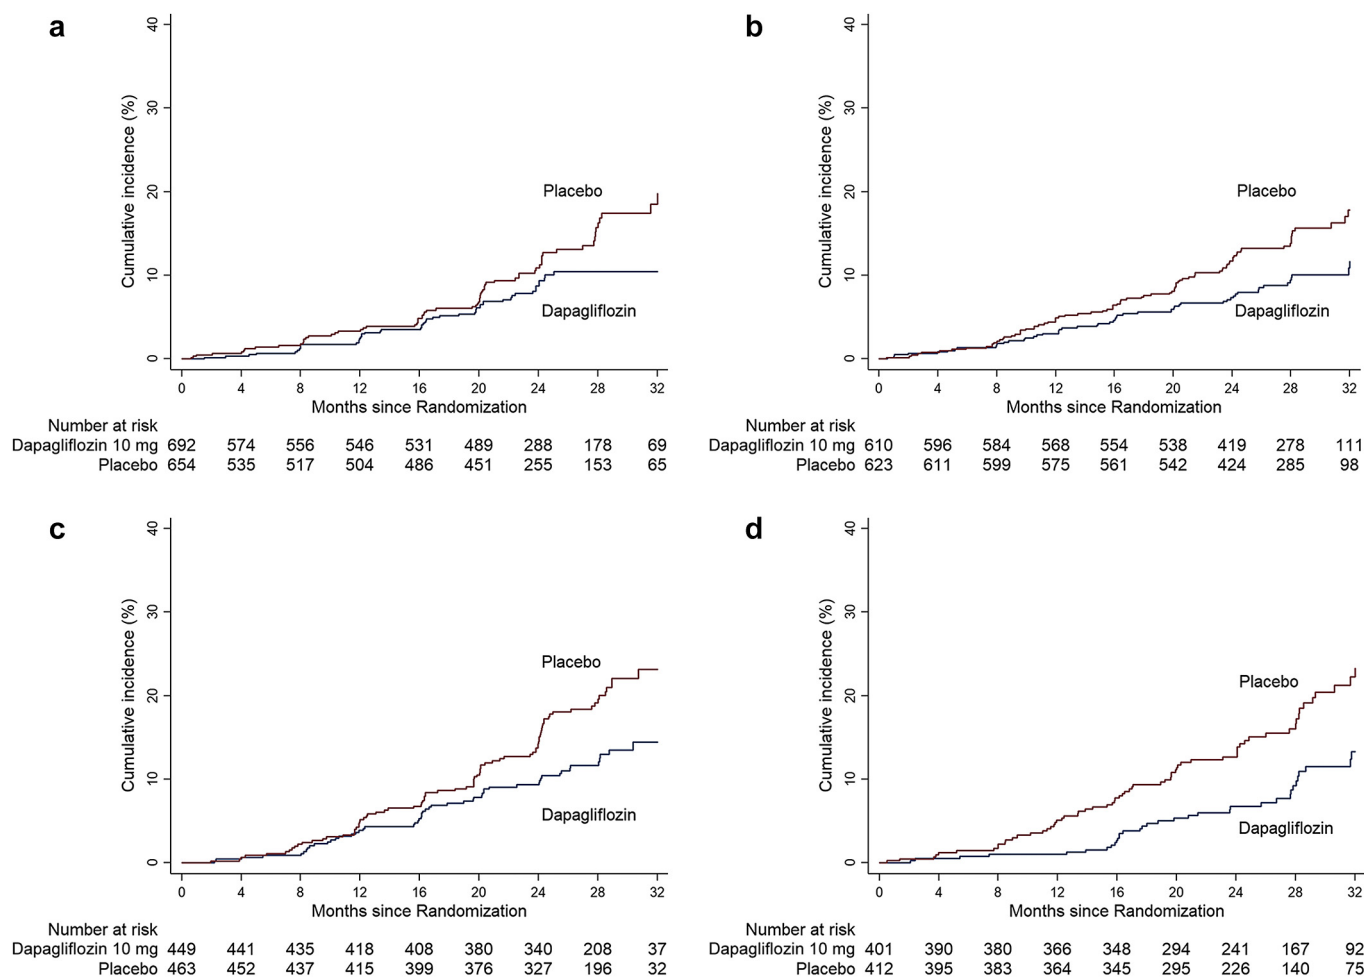 a
Cumulative incidence (%)
40
30
20
10
0
Placebo
Dapagliflozin
0 4 8 12 16 20 24 28 32
Months since Randomization
Number at risk
Dapagliflozin 10 mg 692 574 556 546 531 489 288 178 69
Placebo 654 535 517 504 486 451 255 153 65
b
Cumulative incidence (%)
40
30
20
10
0
Placebo
Dapagliflozin
0 4 8 12 16 20 24 28 32
Months since Randomization
Number at risk
Dapagliflozin 10 mg 610 596 584 568 554 538 419 278 111
Placebo 623 611 599 575 561 542 424 285 98
c
Cumulative incidence (%)
40
30
20
10
0
Placebo
Dapagliflozin
0 4 8 12 16 20 24 28 32
Months since Randomization
Number at risk
Dapagliflozin 10 mg 449 441 435 418 408 380 340 208 37
Placebo 463 452 437 415 399 376 327 196 32
d
Cumulative incidence (%)
40
30
20
10
0
Placebo
Dapagliflozin
0 4 8 12 16 20 24 28 32
Months since Randomization
Number at risk
Dapagliflozin 10 mg 401 390 380 366 348 294 241 167 92
Placebo 412 395 383 364 345 295 226 140 75